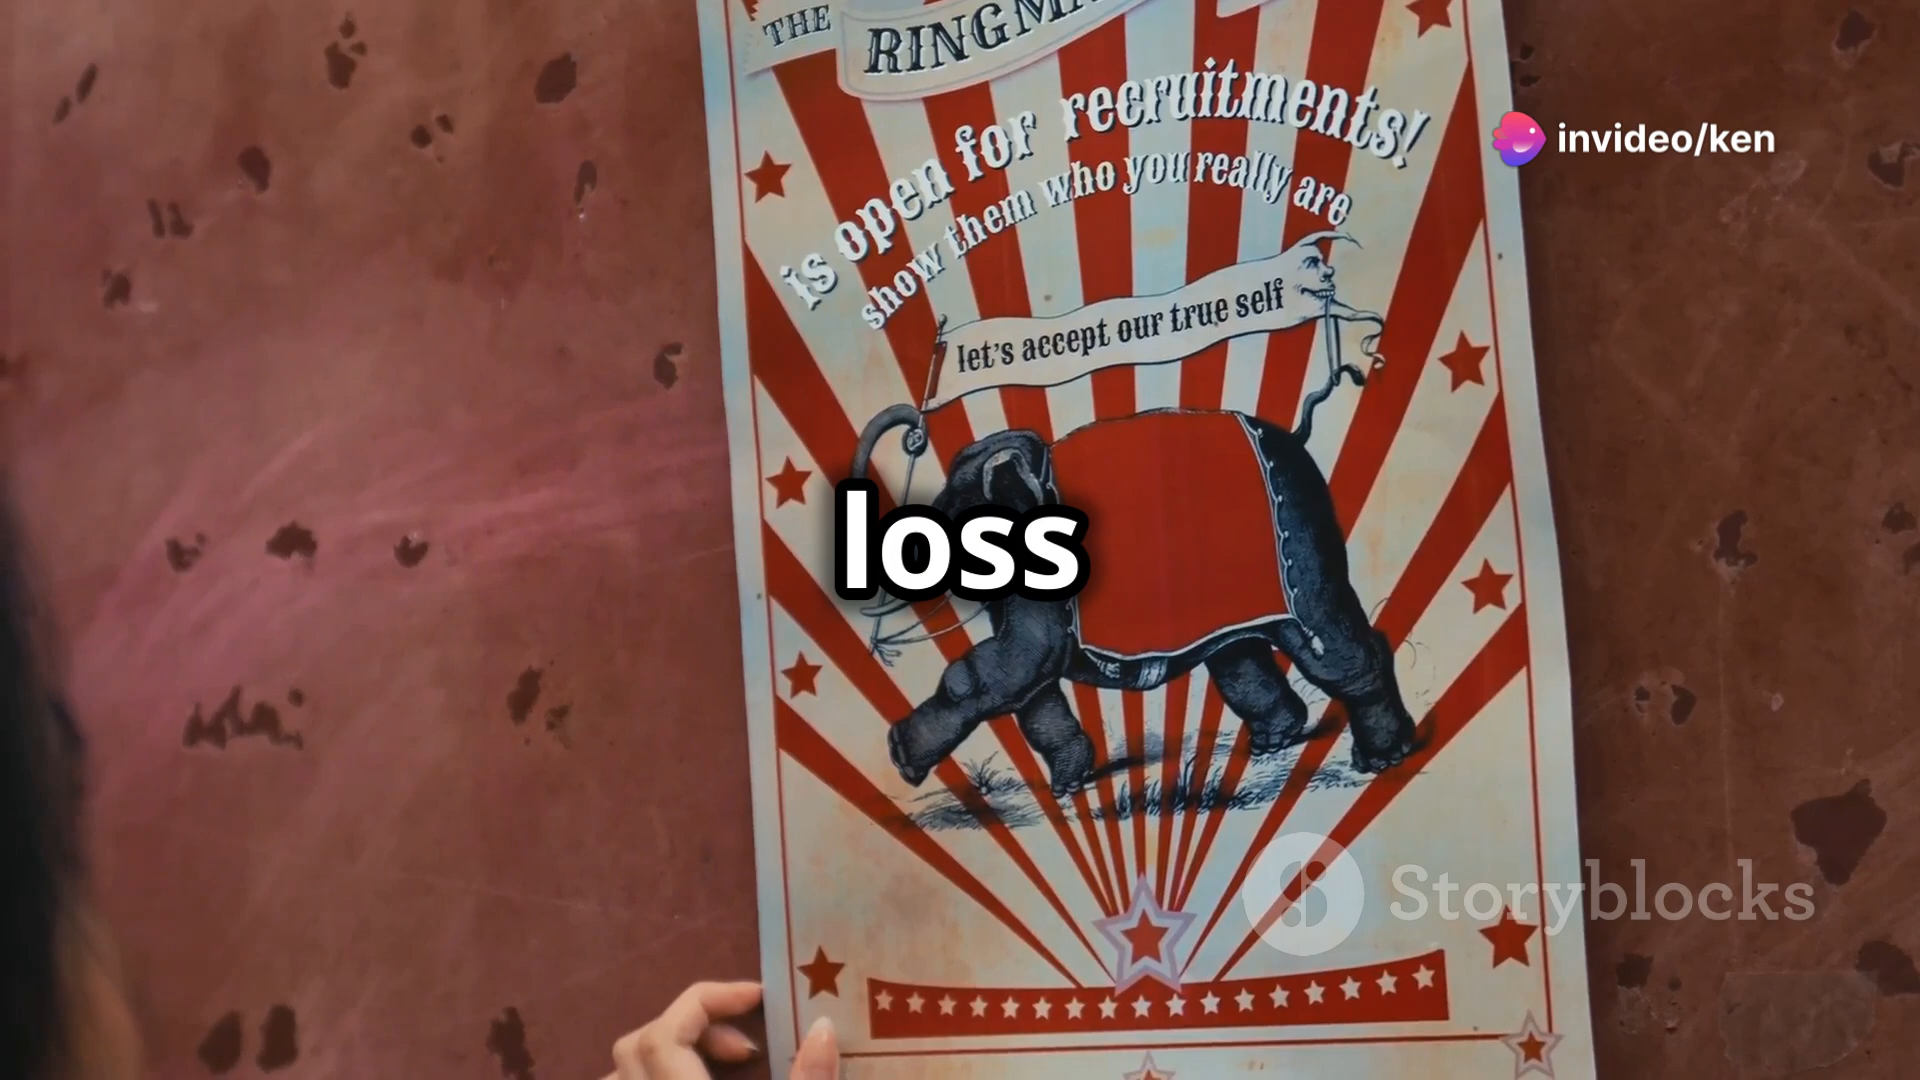 THE
RINGMA
is open for recruitments!
show them who you really are
let's accept our true self
loss
invideo/ken
Storyblocks